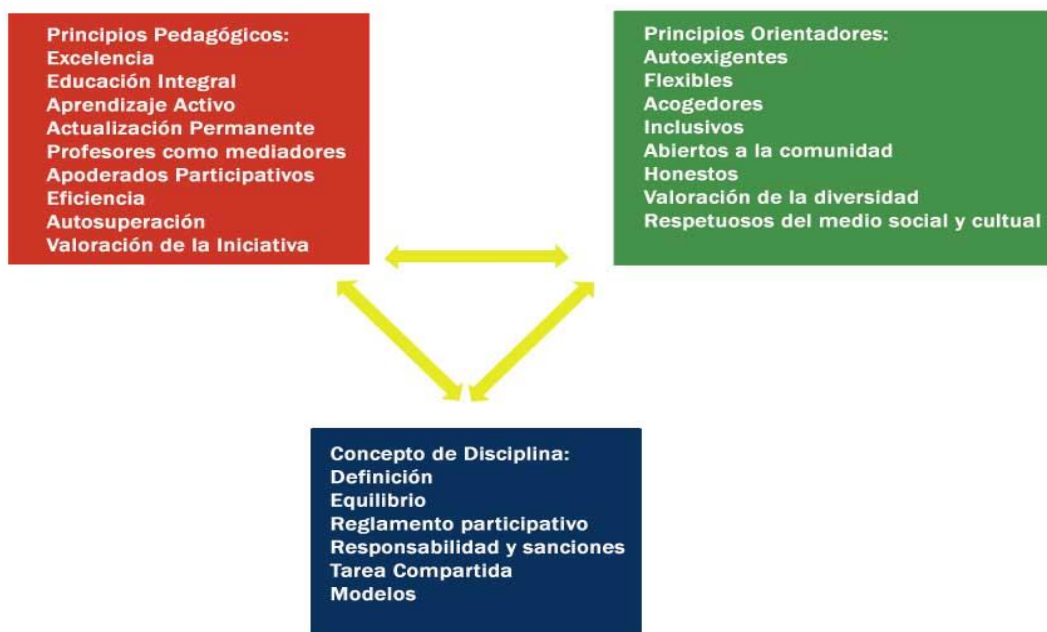 Principios Pedagógicos:
Excelencia
Educación Integral
Aprendizaje Activo
Actualización Permanente
Profesores como mediadores
Apoderados Participativos
Eficiencia
Autosuperación
Valoración de la Iniciativa
Principios Orientadores:
Autoexigentes
Flexibles
Acogedores
Inclusivos
Abiertos a la comunidad
Honestos
Valoración de la diversidad
Respetuosos del medio social y cultual
Concepto de Disciplina:
Definición
Equilibrio
Reglamento participativo
Responsabilidad y sanciones
Tarea Compartida
Modelos